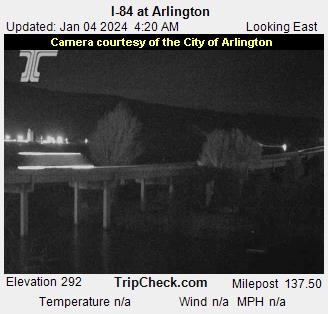 I-84 at Arlington
Updated: Jan 04 2024 4:20 AM Looking East
Camera courtesy of the City of Arlington
Elevation 292 TripCheck.com Milepost 137.50
Temperature n/a Wind n/a MPH n/a